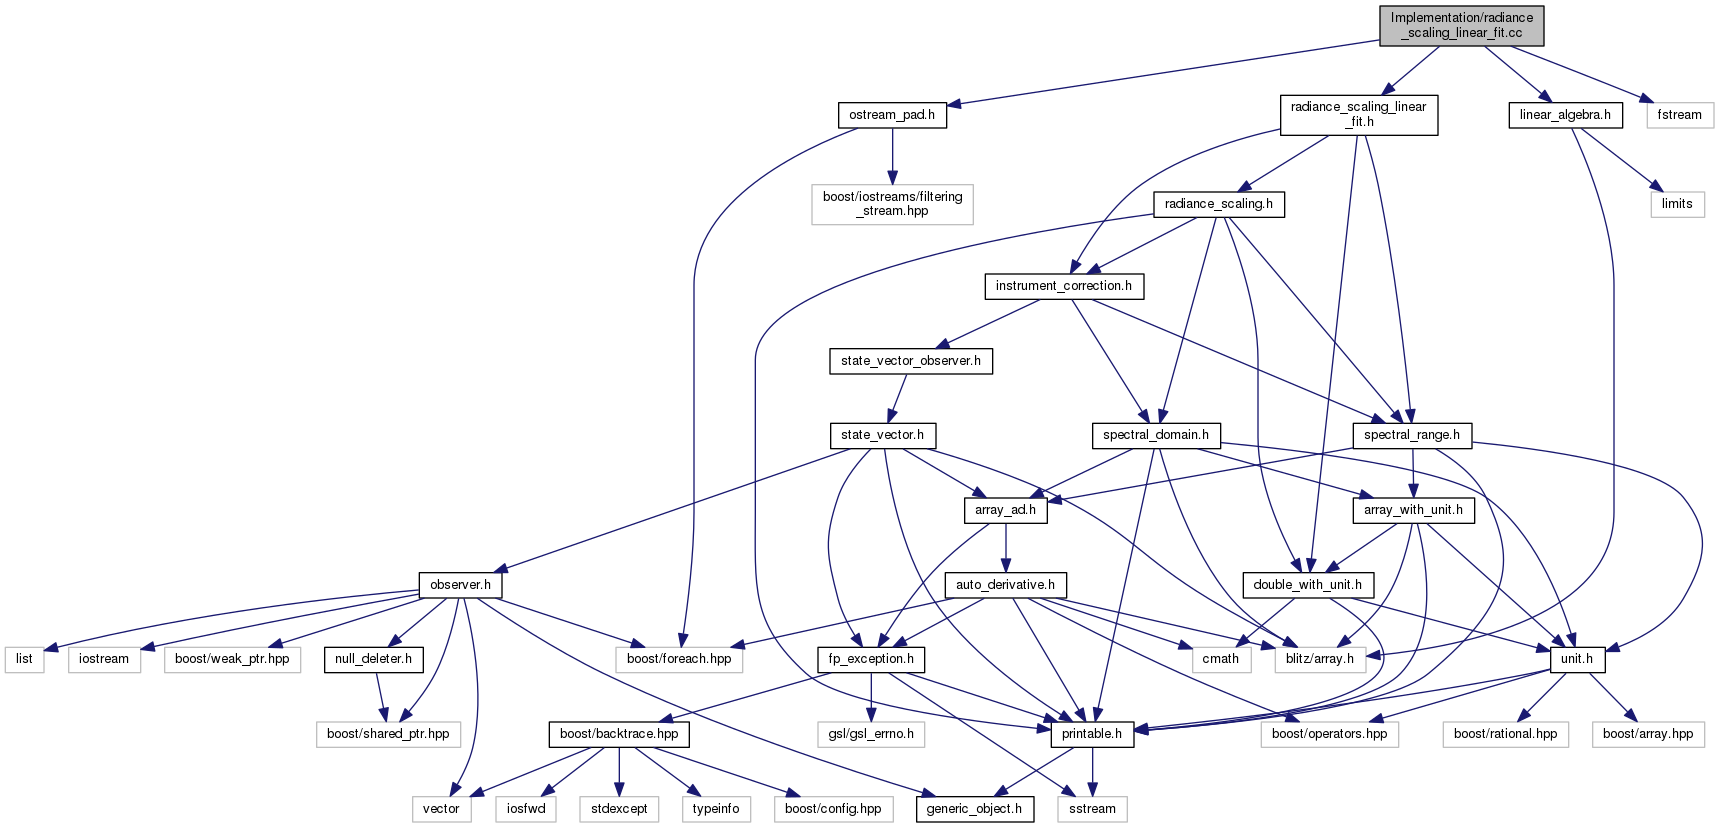 Implementation/radiance
_scaling_linear_fit.cc
ostream_pad.h
radiance_scaling_linear
_fit.h
linear_algebra.h
fstream
boost/iostreams/filtering
_stream.hpp
radiance_scaling.h
limits
instrument_correction.h
state_vector_observer.h
state_vector.h
spectral_domain.h
spectral_range.h
array_ad.h
array_with_unit.h
observer.h
auto_derivative.h
double_with_unit.h
list
iostream
boost/weak_ptr.hpp
null_deleter.h
boost/foreach.hpp
fp_exception.h
cmath
blitz/array.h
unit.h
boost/shared_ptr.hpp
boost/backtrace.hpp
gsl/gsl_errno.h
printable.h
boost/operators.hpp
boost/rational.hpp
boost/array.hpp
vector
iosfwd
stdexcept
typeinfo
boost/config.hpp
generic_object.h
sstream